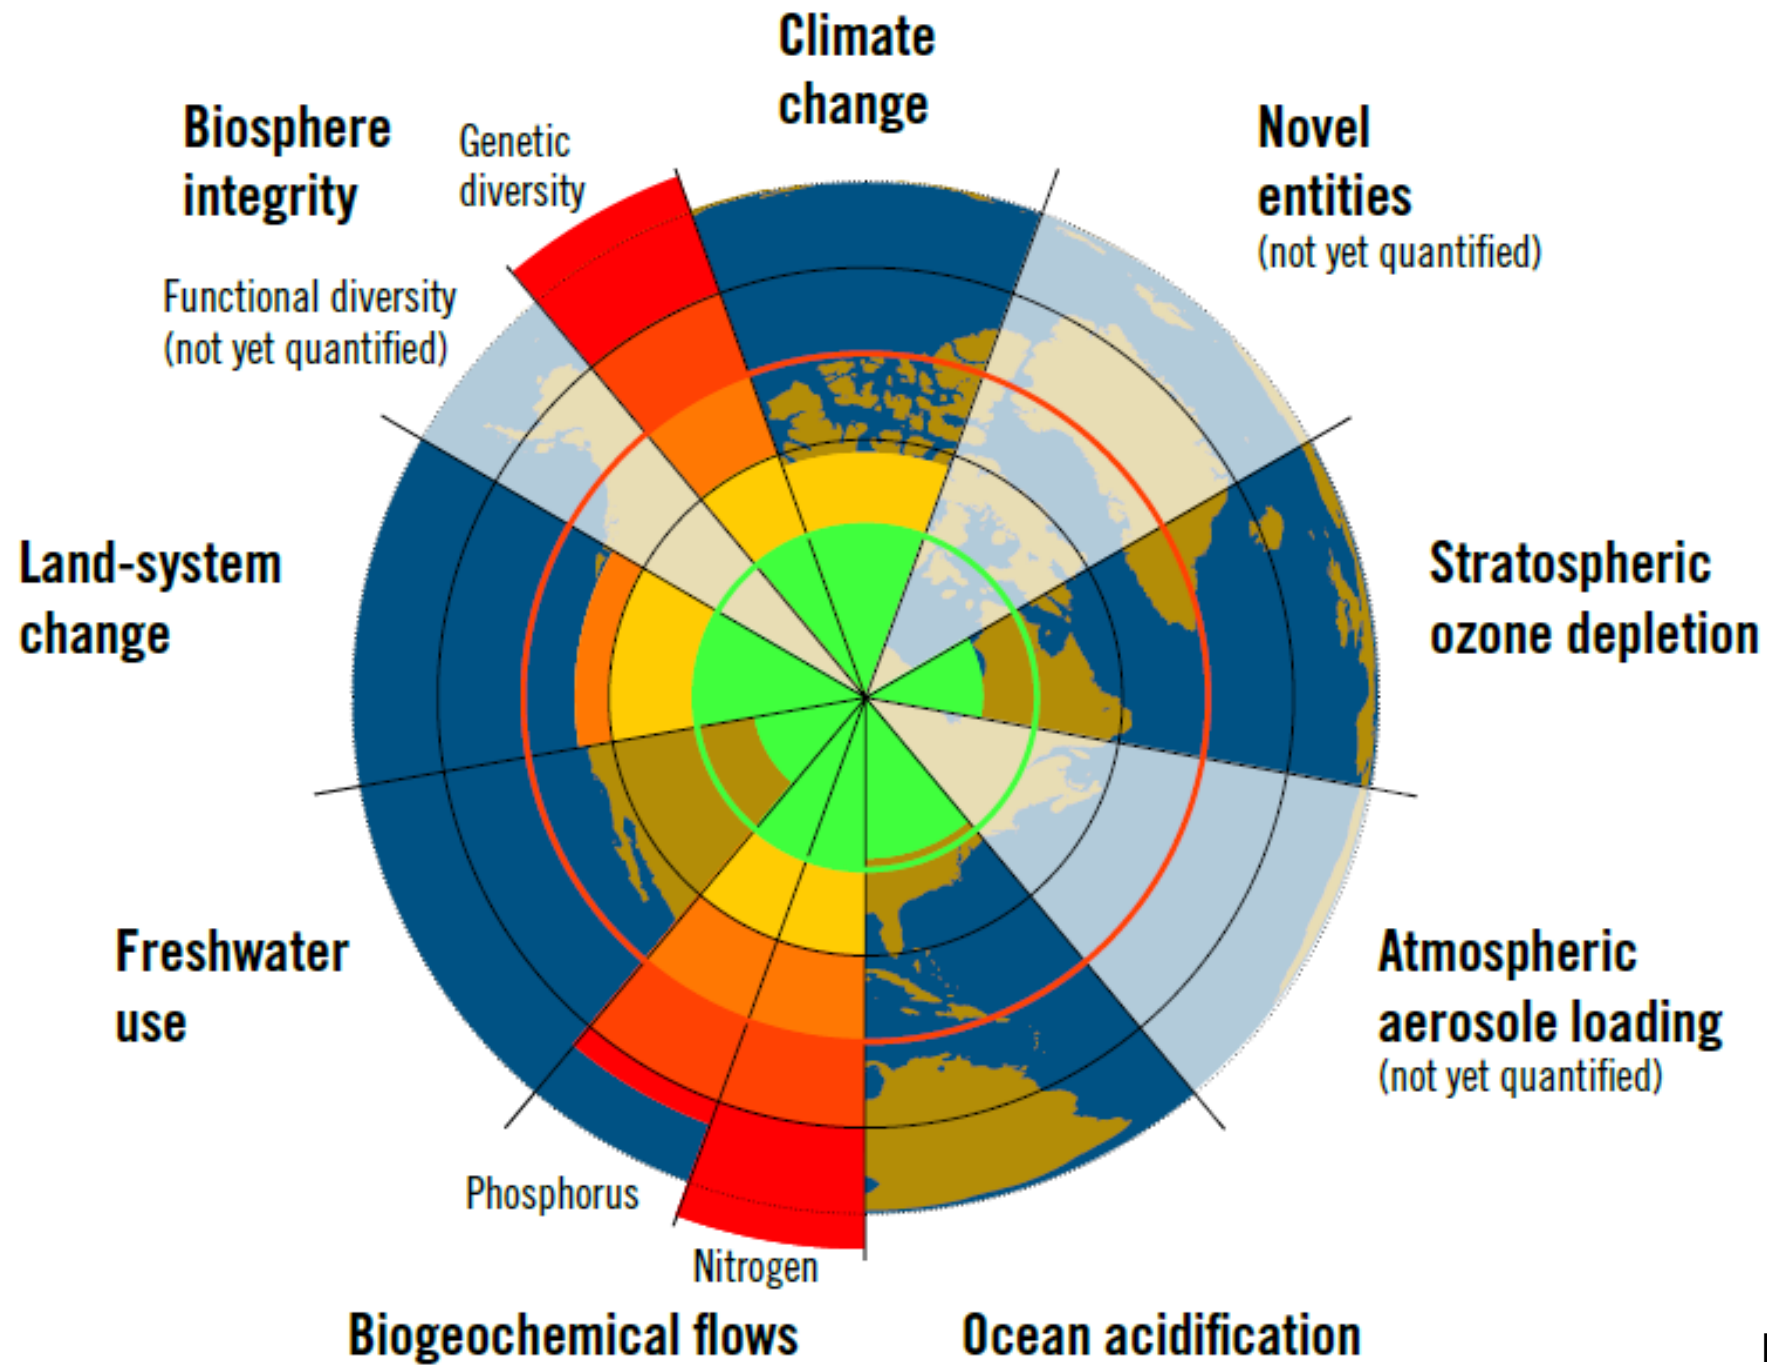 Climate
change
Biosphere
integrity
Genetic
diversity
Functional diversity
(not yet quantified)
Novel
entities
(not yet quantified)
Land-system
change
Stratospheric
ozone depletion
Freshwater
use
Atmospheric
aerosole loading
(not yet quantified)
Phosphorus
Nitrogen
Biogeochemical flows
Ocean acidification